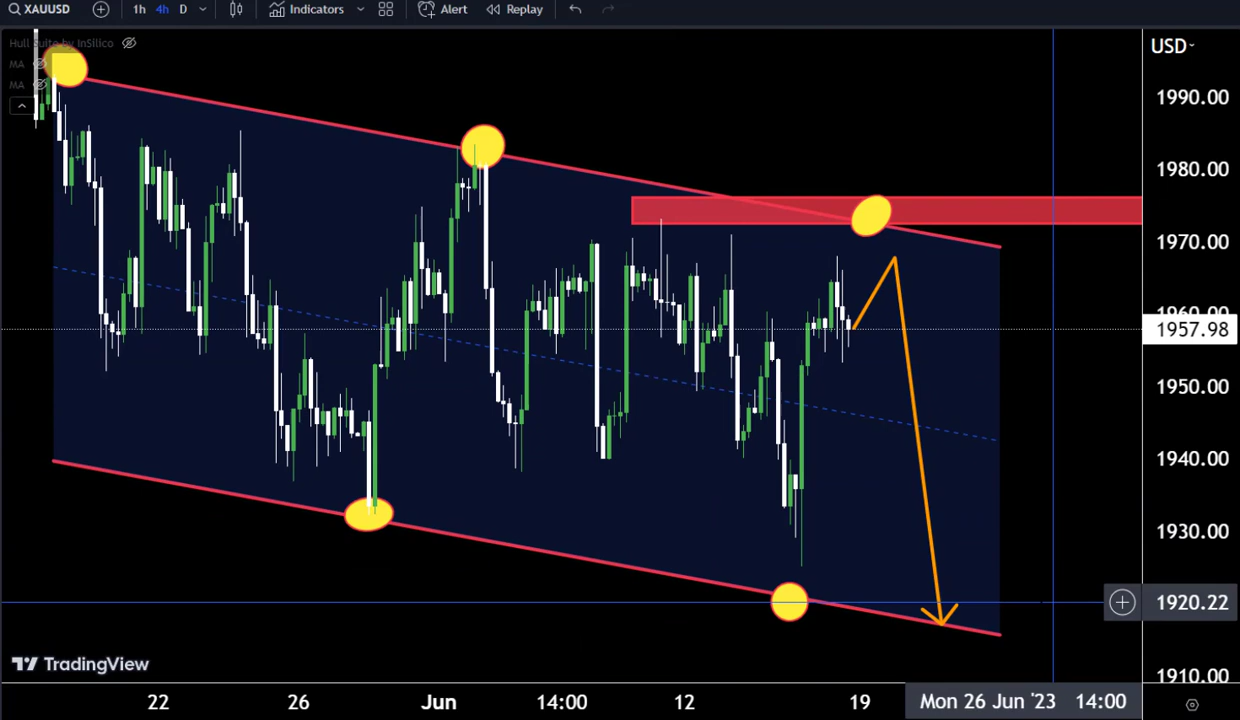 XAUUSD 1h 4h D Indicators Alert Replay
Hull Suite by InSilico
MA
MA
USD
1990.00
1980.00
1970.00
1960.00
1957.98
1950.00
1940.00
1930.00
1920.22
1910.00
TradingView
22 26 Jun 14:00 12 19 Mon 26 Jun '23 14:00